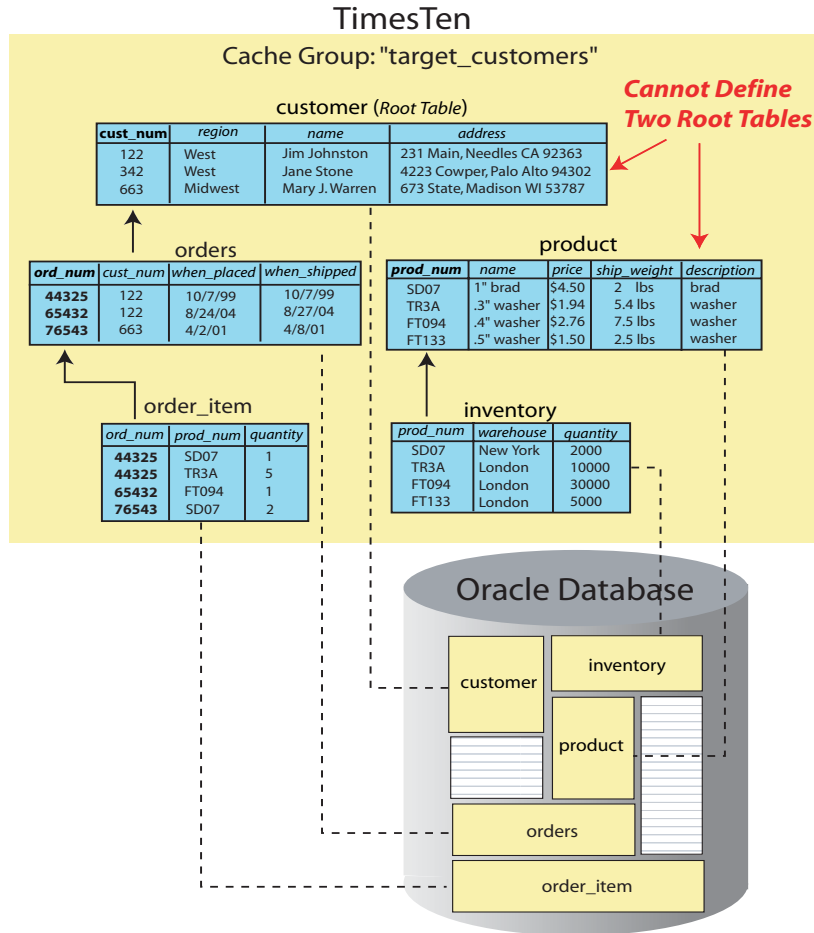 TimesTen
Cache Group: "target_customers"
Cannot Define
Two Root Tables
customer (Root Table)
cust_num region name address
122 West Jim Johnston 231 Main, Needles CA 92363
342 West Jane Stone 4223 Cowper, Palo Alto 94302
663 Midwest Mary J. Warren 673 State, Madison WI 53787
orders
ord_num cust_num when_placed when_shipped
44325 122 10/7/99 10/7/99
65432 122 8/24/04 8/27/04
76543 663 4/2/01 4/8/01
product
prod_num name price ship_weight description
SD07 1" brad $4.50 2 lbs brad
TR3A .3" washer $1.94 5.4 lbs washer
FT094 .4" washer $2.76 7.5 lbs washer
FT133 .5" washer $1.50 2.5 lbs washer
order_item
ord_num prod_num quantity
44325 SD07 1
44325 TR3A 5
65432 FT094 1
76543 SD07 2
inventory
prod_num warehouse quantity
SD07 New York 2000
TR3A London 10000
FT094 London 30000
FT133 London 5000
Oracle Database
customer
inventory
product
orders
order_item